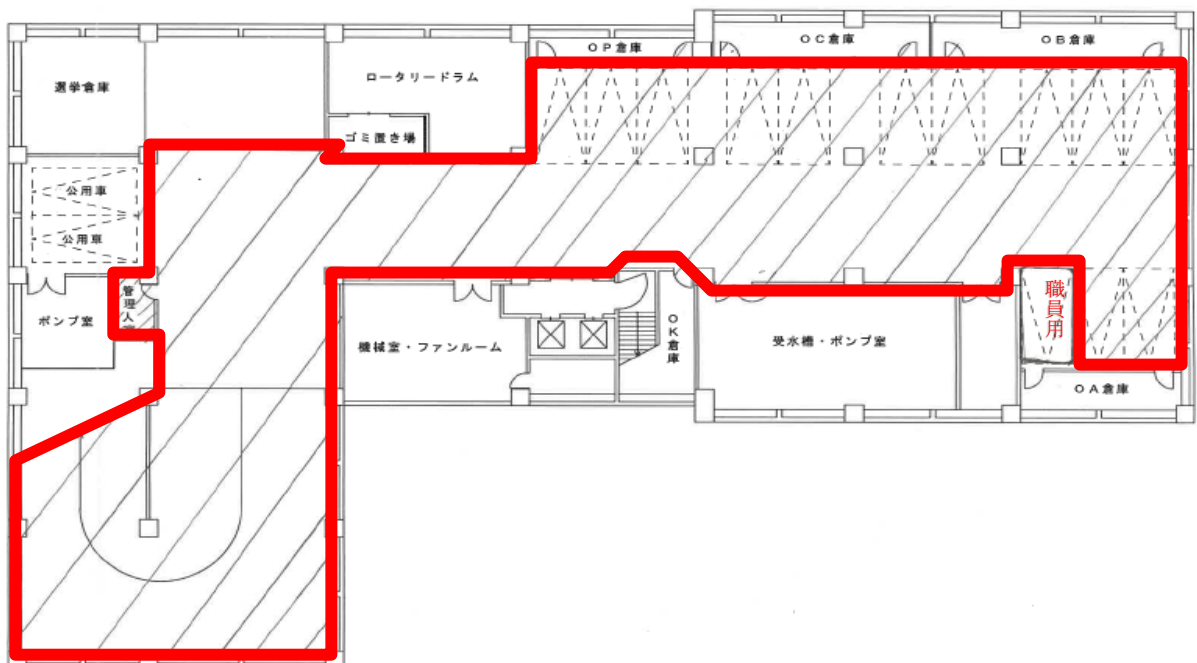 OP倉庫
OC倉庫
OB倉庫
選挙倉庫
ロータリードラム
ゴミ置き場
公用車
公用車
管理人室
ポンプ室
機械室・ファンルーム
OK倉庫
受水槽・ポンプ室
職員用
OA倉庫